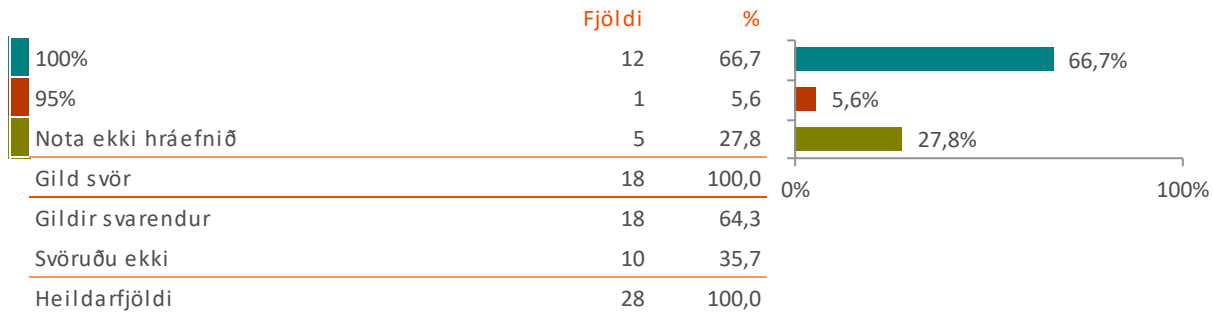 Fjöldi %
100% 12 66,7 66,7%
95% 1 5,6 5,6%
Nota ekki hráefnið 5 27,8 27,8%
Gild svör 18 100,0
0% 100%
Gildir svarendur 18 64,3
Svöruðu ekki 10 35,7
Heildarfjöldi 28 100,0